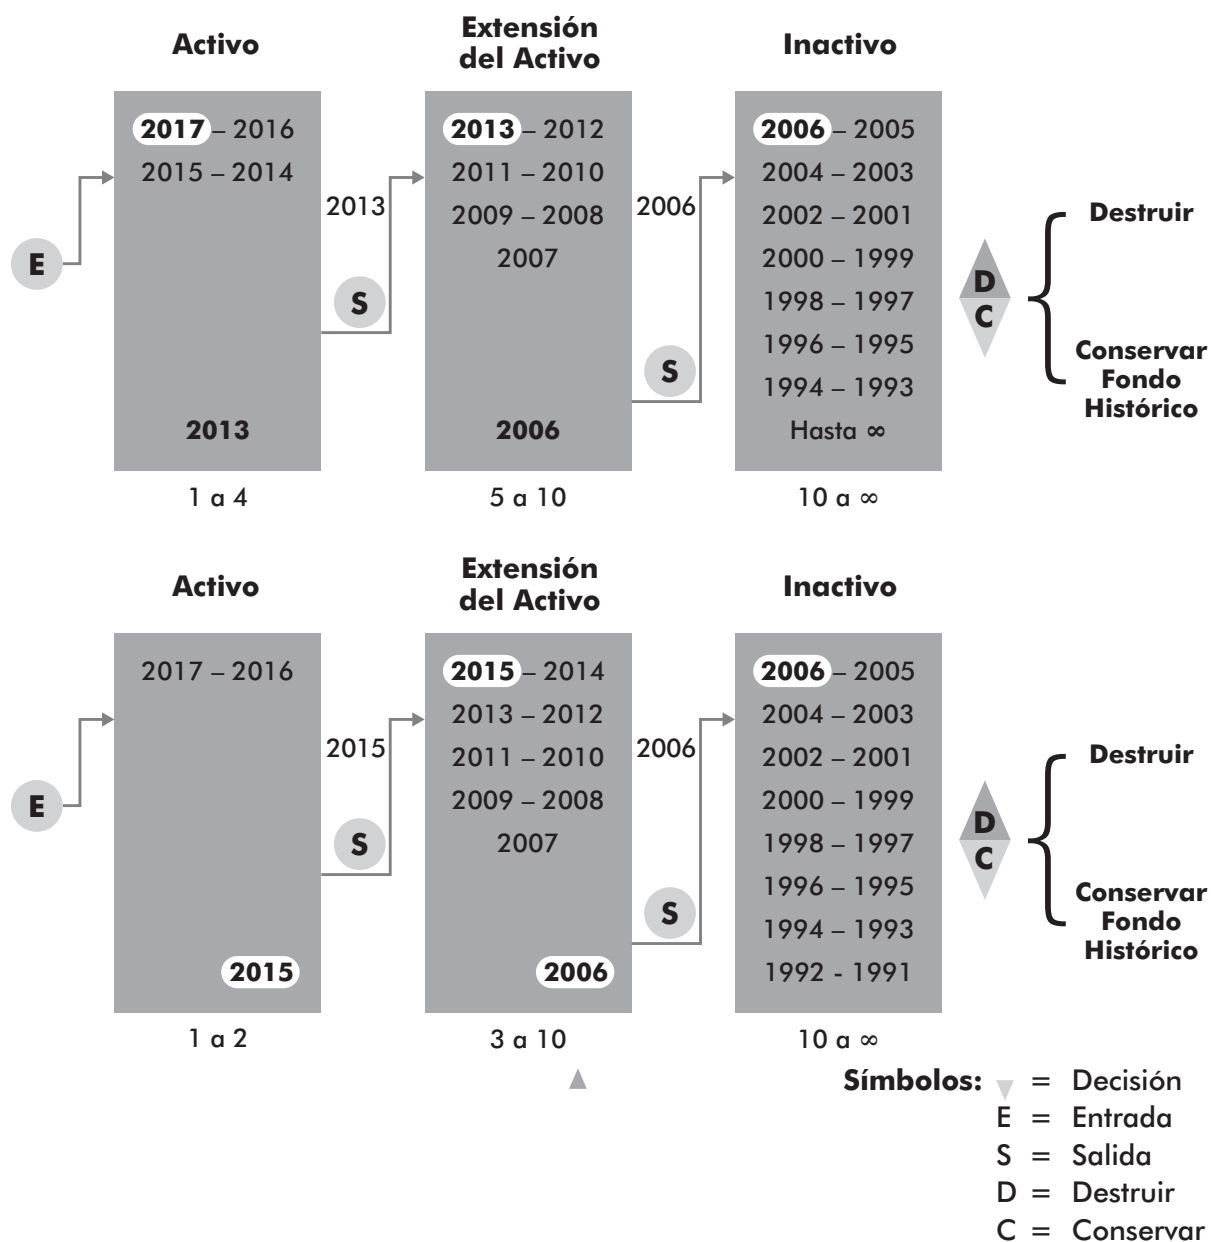 Activo
Extensión
del Activo
Inactivo
E
2017 – 2016
2015 – 2014
2013
1 a 4
2013
S
2013 – 2012
2011 – 2010
2009 – 2008
2007
2006
5 a 10
2006
S
2006 – 2005
2004 – 2003
2002 – 2001
2000 – 1999
1998 – 1997
1996 – 1995
1994 – 1993
Hasta ∞
10 a ∞
D
C
Destruir
Conservar
Fondo
Histórico
Activo
Extensión
del Activo
Inactivo
E
2017 – 2016
2015
1 a 2
2015
S
2015 – 2014
2013 – 2012
2011 – 2010
2009 – 2008
2007
2006
3 a 10
2006
S
2006 – 2005
2004 – 2003
2002 – 2001
2000 – 1999
1998 – 1997
1996 – 1995
1994 – 1993
1992 - 1991
10 a ∞
D
C
Destruir
Conservar
Fondo
Histórico
Símbolos: = Decisión
E = Entrada
S = Salida
D = Destruir
C = Conservar